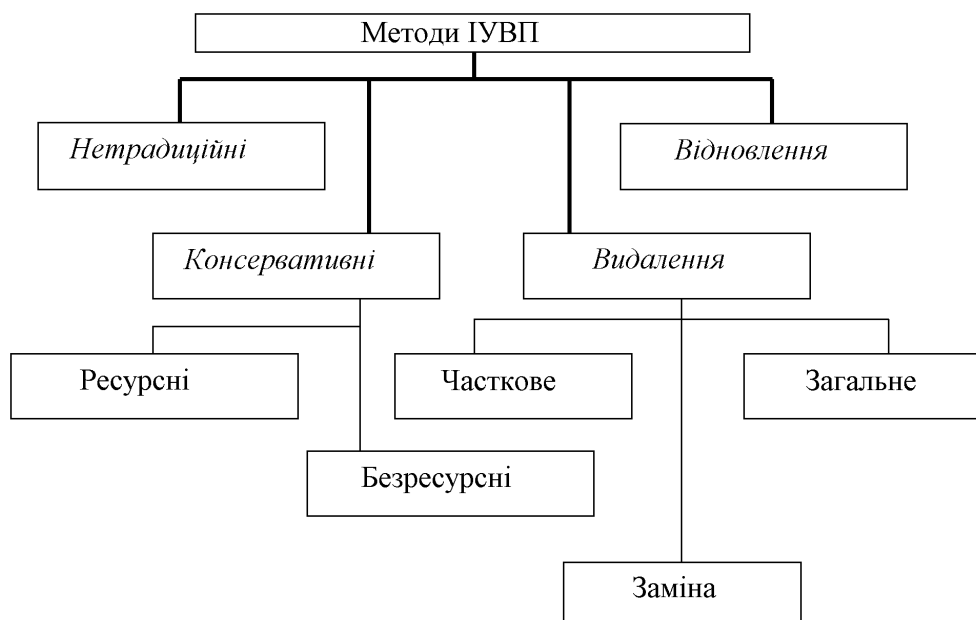 Методи ІУВП
Нетрадиційні
Відновлення
Консервативні
Видалення
Ресурсні
Часткове
Загальне
Безресурсні
Заміна